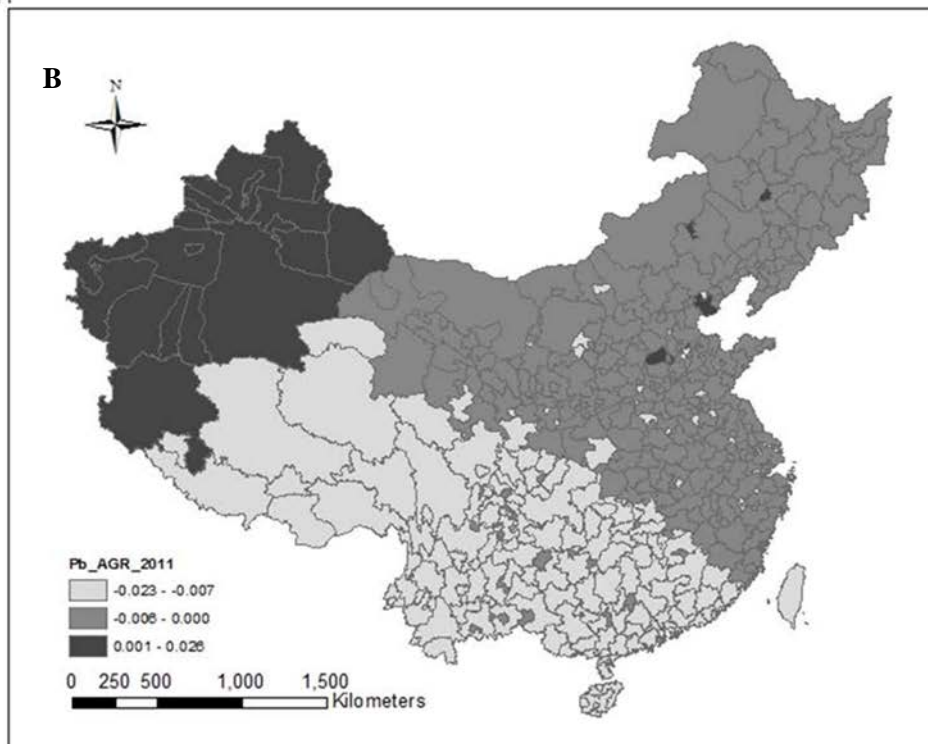 B
N
Pb_AGR_2011
-0.023 - -0.007
-0.006 - 0.000
0.001 - 0.026
0 250 500 1,000 1,500
Kilometers